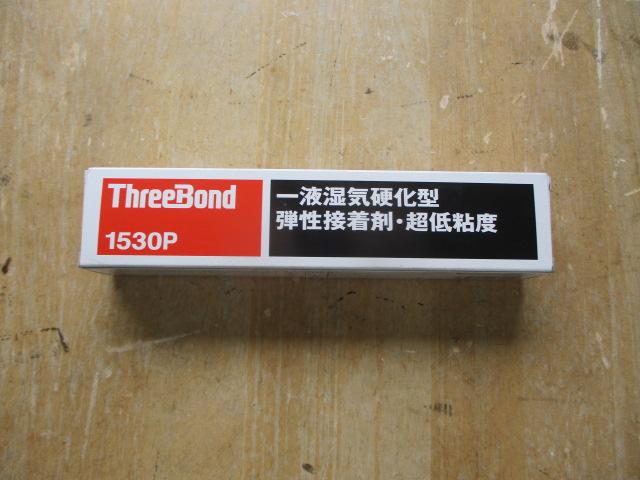 ThreeBond
1530P
一液湿気硬化型
弾性接着剤・超低粘度